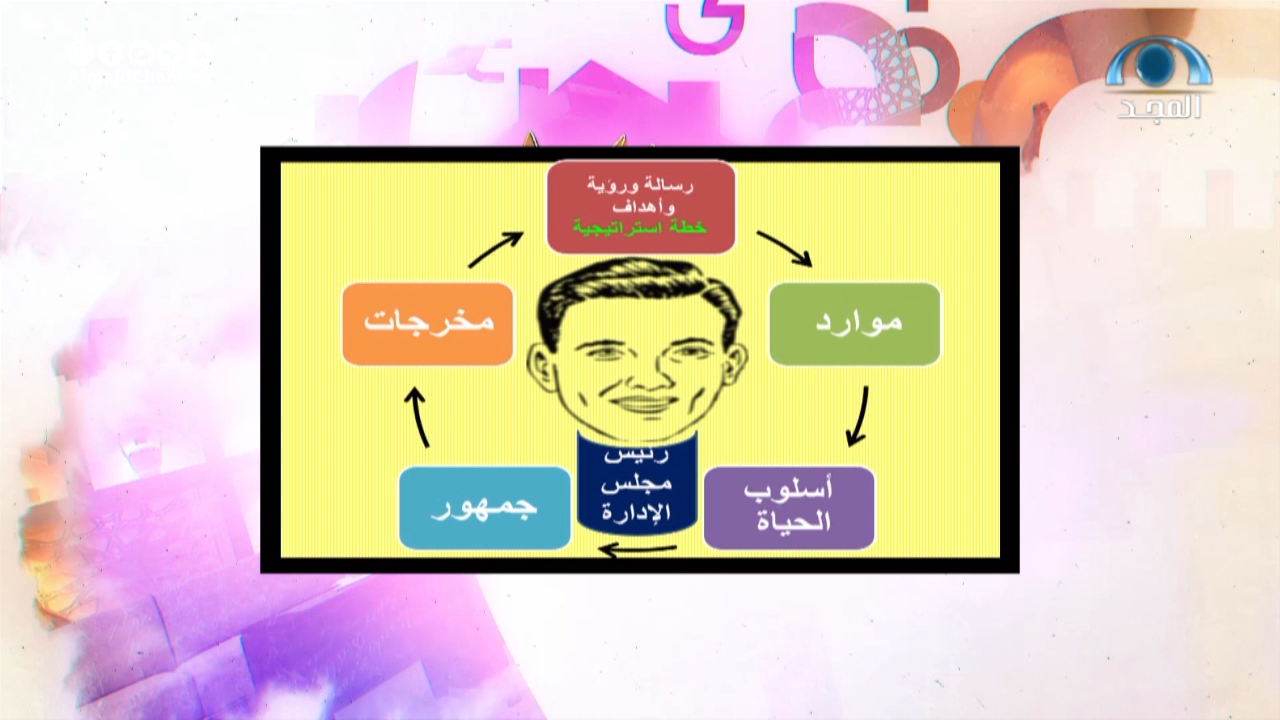 المجد
رسالة ورؤية
وأهداف
خطة استراتيجية
موارد
مخرجات
أسلوب
الحياة
جمهور
رئيس
مجلس
الإدارة